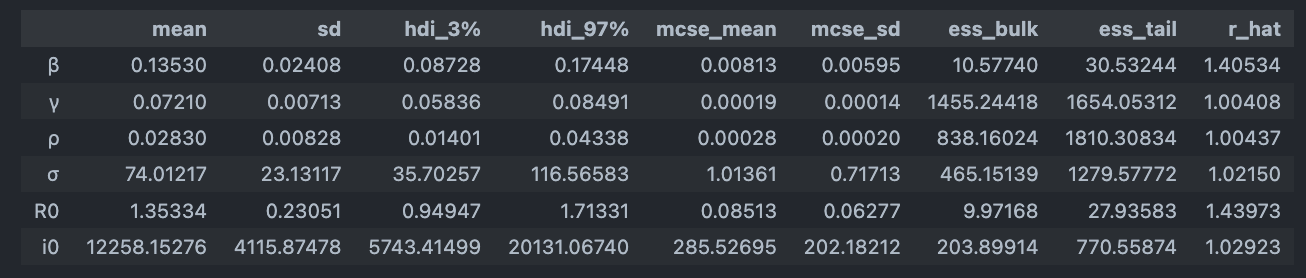 mean sd hdi_3% hdi_97% mcse_mean mcse_sd ess_bulk ess_tail r_hat
β 0.13530 0.02408 0.08728 0.17448 0.00813 0.00595 10.57740 30.53244 1.40534
γ 0.07210 0.00713 0.05836 0.08491 0.00019 0.00014 1455.24418 1654.05312 1.00408
ρ 0.02830 0.00828 0.01401 0.04338 0.00028 0.00020 838.16024 1810.30834 1.00437
σ 74.01217 23.13117 35.70257 116.56583 1.01361 0.71713 465.15139 1279.57772 1.02150
R0 1.35334 0.23051 0.94947 1.71331 0.08513 0.06277 9.97168 27.93583 1.43973
i0 12258.15276 4115.87478 5743.41499 20131.06740 285.52695 202.18212 203.89914 770.55874 1.02923